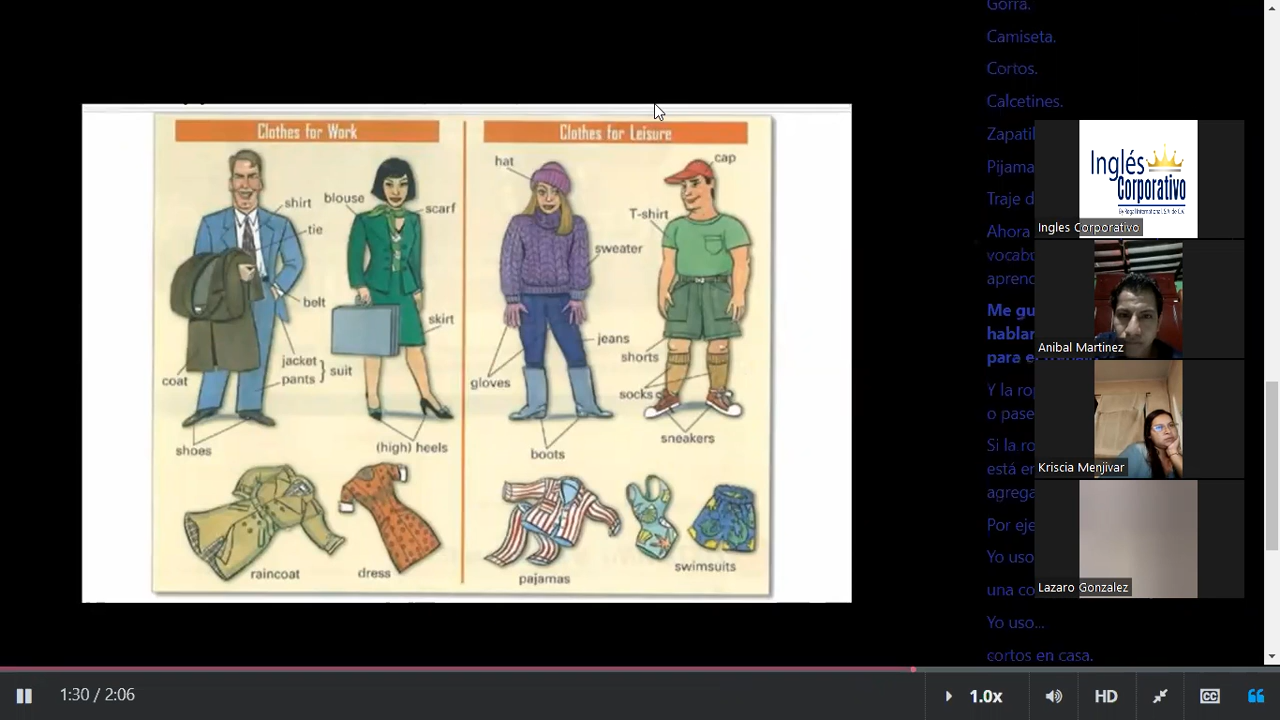 Clothes for Work
Clothes for Leisure
hat
cap
shirt
blouse
scarf
T-shirt
tie
sweater
belt
skirt
jeans
jacket
pants
suit
shorts
coat
gloves
socks
shoes
(high) heels
sneakers
boots
raincoat
dress
pajamas
swimsuits
Gorra.
Camiseta.
Cortos.
Calcetines.
Zapatil
Pijama
Traje d
Ahora
vocabu
aprenc
Me gu
hablar
para e
Y la ro
o pase
Si la ro
está en
agrega
Por eje
Yo uso
una co
Yo uso...
cortos en casa.
Inglés
Corporativo
Ingles Corporativo
Anibal Martinez
Kriscia Menjivar
Lazaro Gonzalez
1:30 / 2:06
1.0x
HD
CC